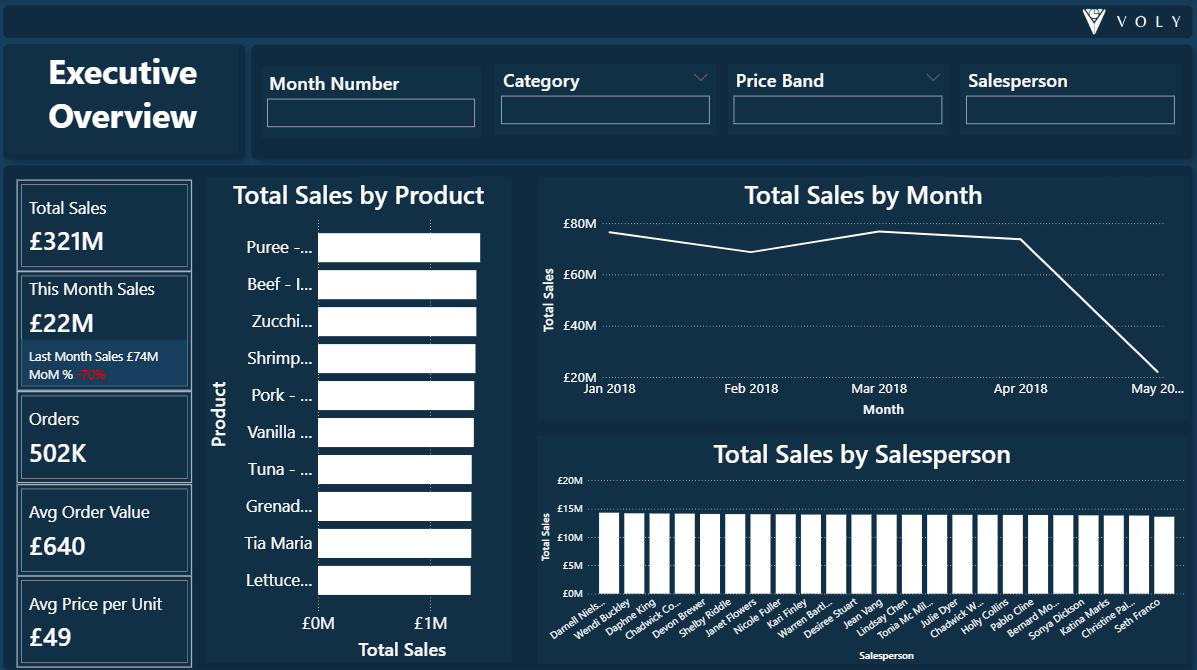 VOLY
Executive
Overview
Month Number
Category
Price Band
Salesperson
Total Sales
£321M
This Month Sales
£22M
Last Month Sales £74M
MoM % -70%
Orders
502K
Avg Order Value
£640
Avg Price per Unit
£49
Total Sales by Product
Product
Puree -...
Beef - I...
Zucchi...
Shrimp...
Pork - ...
Vanilla ...
Tuna - ...
Grenad...
Tia Maria
Lettuce...
£0M £1M
Total Sales
Total Sales by Month
Total Sales
£80M
£60M
£40M
£20M
Jan 2018 Feb 2018 Mar 2018 Apr 2018 May 20...
Month
Total Sales by Salesperson
Total Sales
£20M
£15M
£10M
£5M
£0M
Darnell Niels...
Wendi Buckley
Daphne King
Chadwick Co...
Devon Brewer
Shelby Riddle
Janet Flowers
Nicole Fuller
Kari Finley
Warren Bartl...
Desiree Stuart
Jean Vang
Lindsay Chen
Tonia Mc Mil...
Julie Dyer
Chadwick W...
Holly Collins
Pablo Cline
Bernard Mo...
Sonya Dickson
Katina Marks
Christine Pal...
Seth Franco
Salesperson